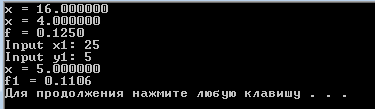 x = 16.000000
x = 4.000000
f = 0.1250
Input x1: 25
Input y1: 5
x = 5.000000
f1 = 0.1106
Для продолжения нажмите любую клавишу . . .